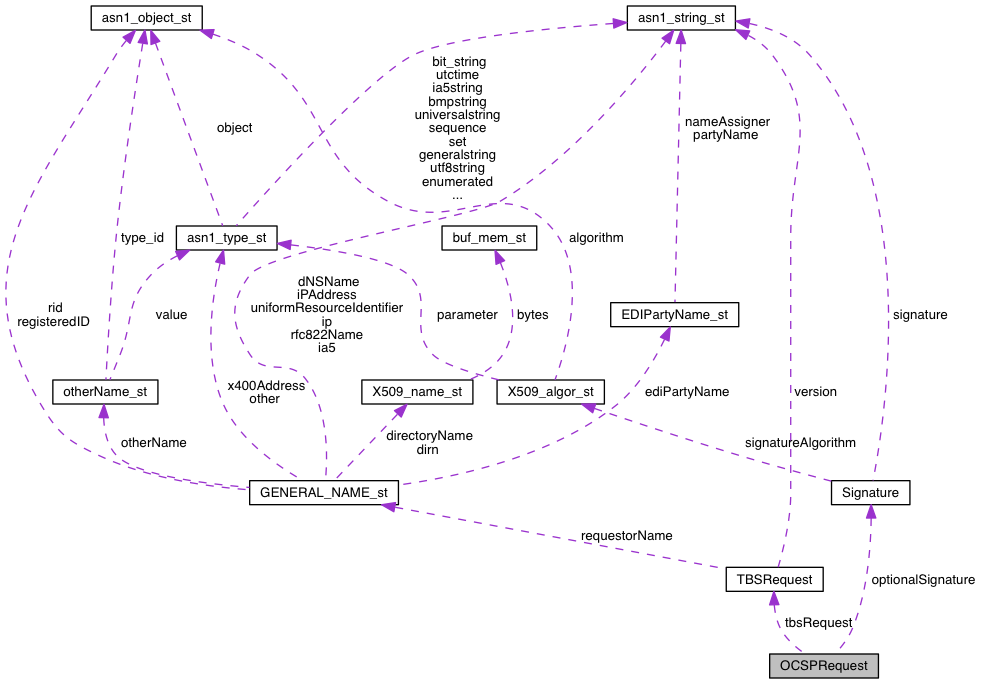 asn1_object_st
asn1_string_st
bit_string
utctime
ia5string
bmpstring
universalstring
sequence
set
generalstring
utf8string
enumerated
...
object
nameAssigner
partyName
type_id
asn1_type_st
buf_mem_st
algorithm
dNSName
iPAddress
uniformResourceIdentifier
ip
rfc822Name
ia5
rid
registeredID
value
parameter
bytes
EDIPartyName_st
signature
otherName_st
x400Address
other
X509_name_st
X509_algor_st
ediPartyName
version
otherName
directoryName
dirn
signatureAlgorithm
GENERAL_NAME_st
Signature
requestorName
TBSRequest
optionalSignature
tbsRequest
OCSPRequest